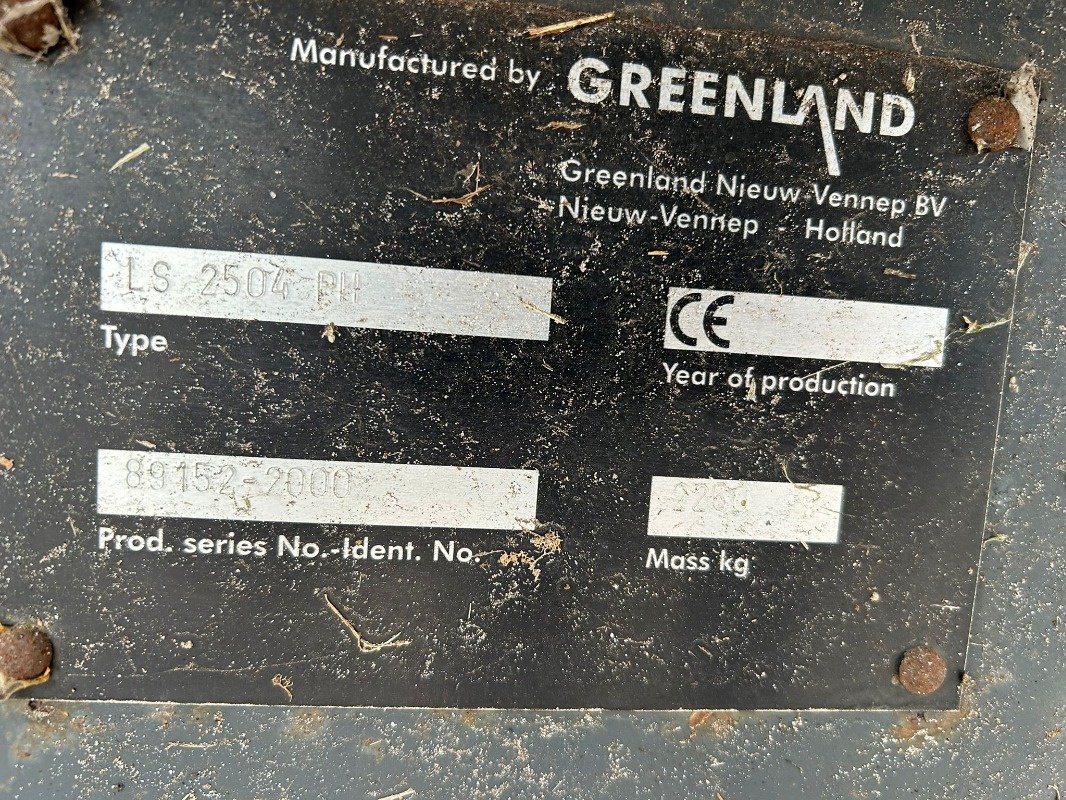 Manufactured by GREENLAND
Greenland Nieuw-Vennep BV
Nieuw-Vennep - Holland
LS 2504 PH
Type
CE
Year of production
89152-2000
Prod. series No.-Ident. No.
Mass kg